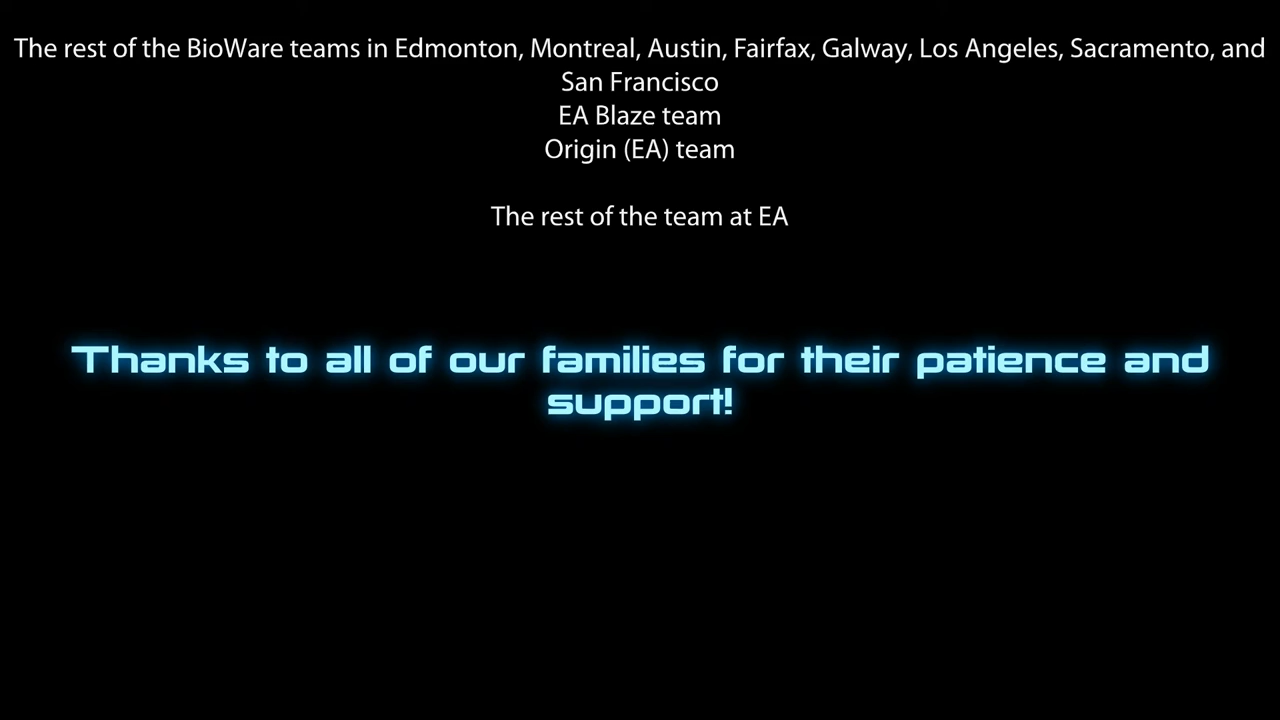 The rest of the BioWare teams in Edmonton, Montreal, Austin, Fairfax, Galway, Los Angeles, Sacramento, and
San Francisco
EA Blaze team
Origin (EA) team
The rest of the team at EA
Thanks to all of our families for their patience and
support!